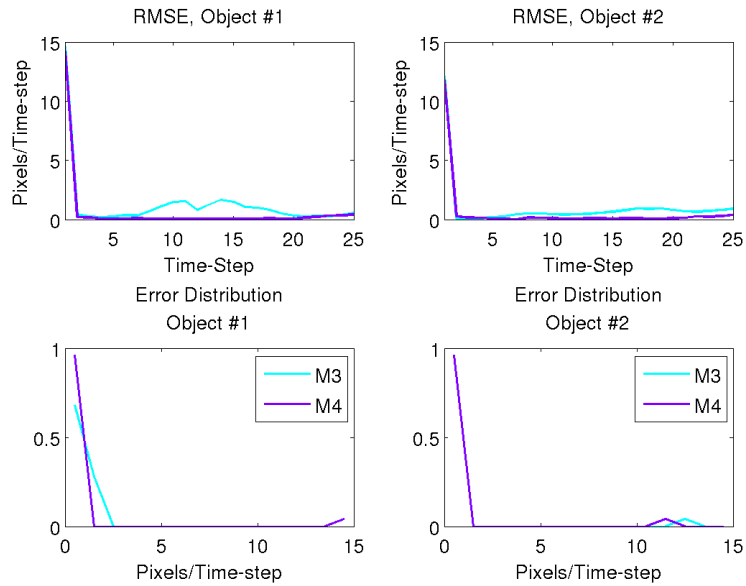 RMSE, Object #1
15
10
5
0
Pixels/Time-step
5 10 15 20 25
Time-Step
RMSE, Object #2
15
10
5
0
Pixels/Time-step
5 10 15 20 25
Time-Step
Error Distribution
Object #1
1
0.5
0
M3
M4
0 5 10 15
Pixels/Time-step
Error Distribution
Object #2
1
0.5
0
M3
M4
0 5 10 15
Pixels/Time-step